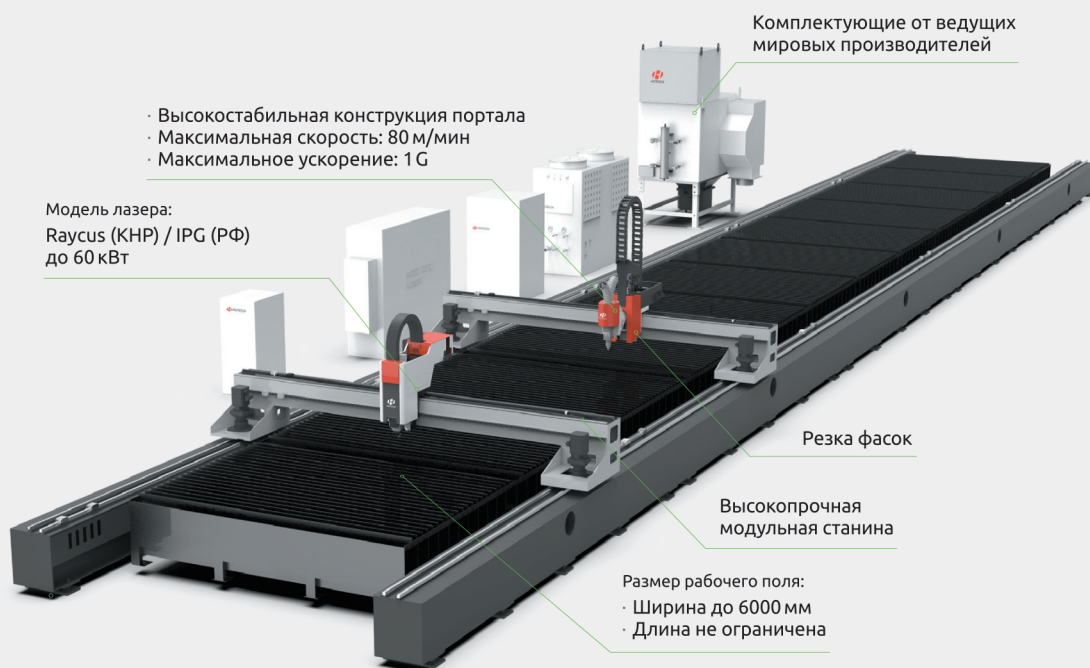 Комплектующие от ведущих
мировых производителей
· Высокостабильная конструкция портала
· Максимальная скорость: 80 м/мин
· Максимальное ускорение: 1 G
Модель лазера:
Raycus (КНР) / IPG (РФ)
до 60 кВт
Резка фасок
Высокопрочная
модульная станина
Размер рабочего поля:
· Ширина до 6000 мм
· Длина не ограничена